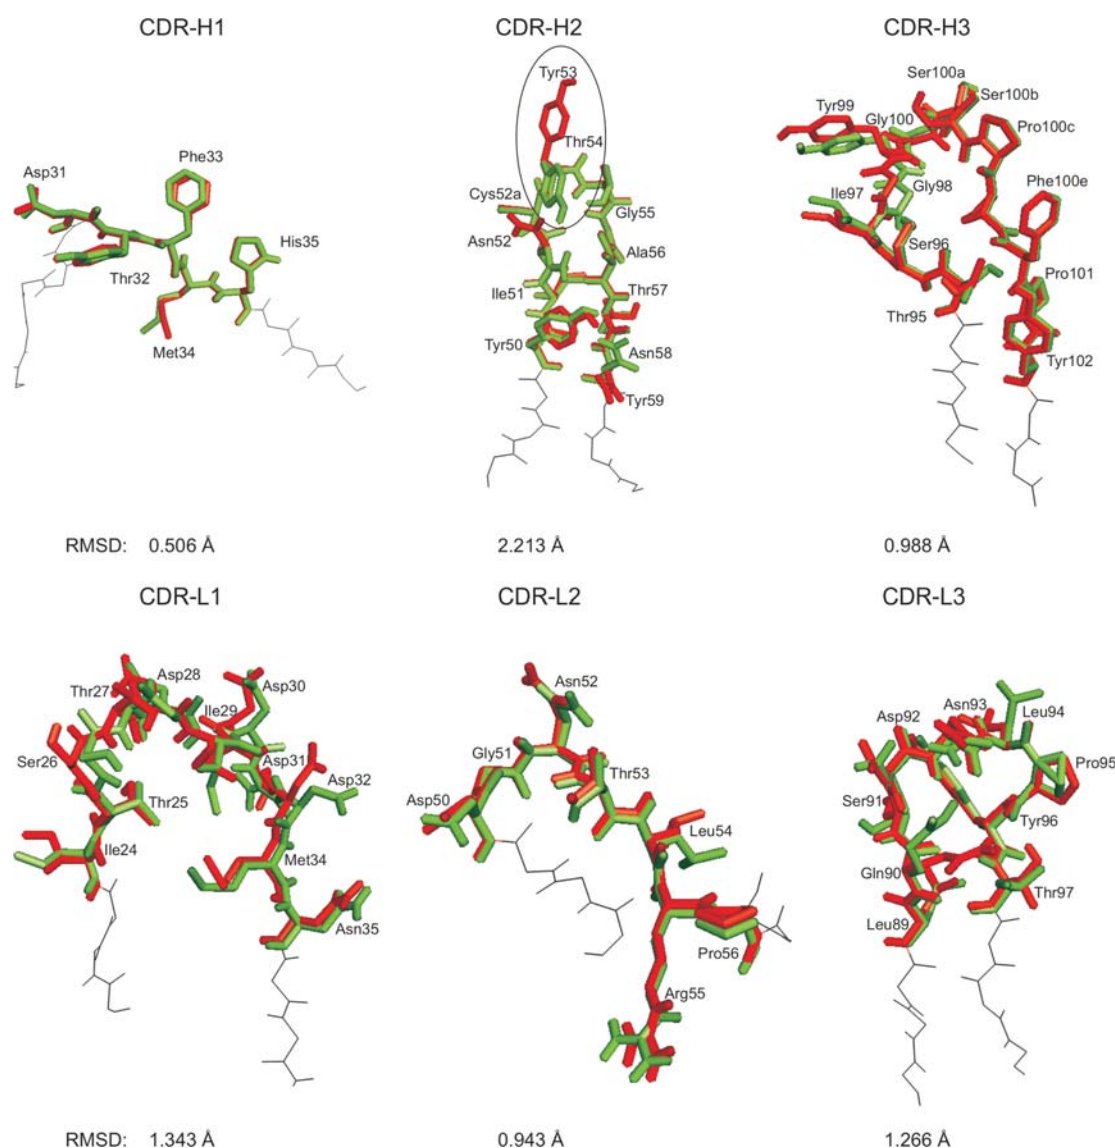 CDR-H1
CDR-H2
CDR-H3
Asp31
Phe33
Thr32
His35
Met34
Tyr53
Thr54
Cys52a
Asn52
Gly55
Ala56
Ile51
Thr57
Tyr50
Asn58
Tyr59
Ser100a
Ser100b
Tyr99
Gly100
Pro100c
Ile97
Gly98
Phe100e
Ser96
Pro101
Thr95
Tyr102
RMSD: 0.506 Å
2.213 Å
0.988 Å
CDR-L1
CDR-L2
CDR-L3
Asp28
Thr27
Asp30
Ile29
Ser26
Asp31
Asp32
Thr25
Ile24
Met34
Asn35
Asn52
Gly51
Thr53
Asp50
Leu54
Pro56
Arg55
Asn93
Asp92
Leu94
Pro95
Ser91
Tyr96
Gln90
Thr97
Leu89
RMSD: 1.343 Å
0.943 Å
1.266 Å